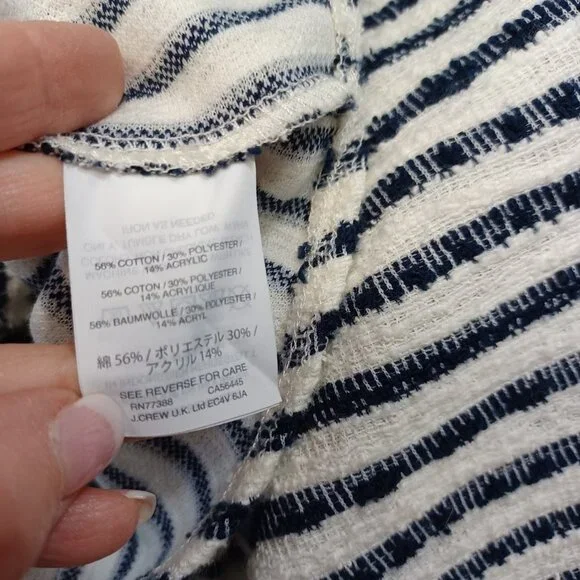 56% COTTON / 30% POLYESTER /
14% ACRYLIC
56% COTON / 30% POLYESTER /
14% ACRYLIQUE
56% BAUMWOLLE / 30% POLYESTER /
14% ACRYL
綿 56% / ポリエステル 30% /
アクリル 14%
SEE REVERSE FOR CARE
RN77388 CA56445
J.CREW U.K. Ltd EC4V 6JA